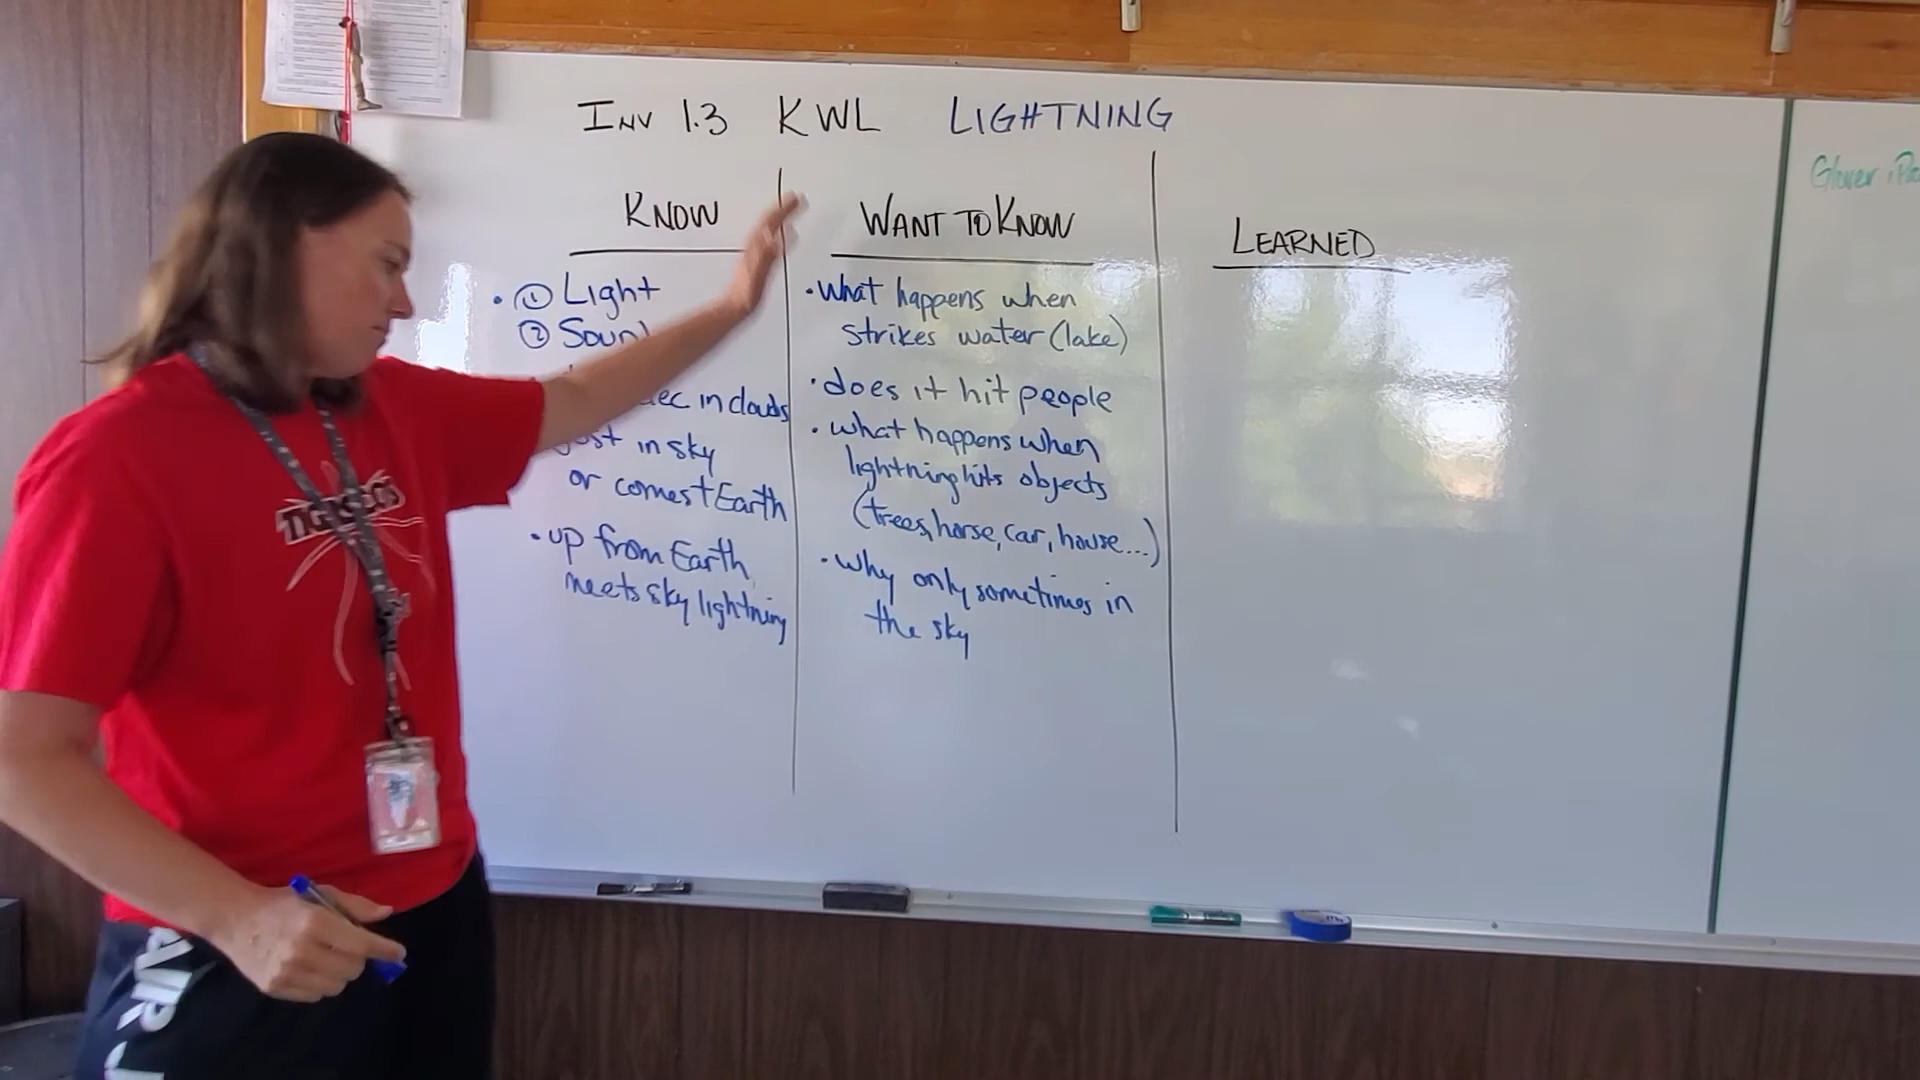 INV 1.3 KWL LIGHTNING
KNOW
• ① Light
② Soun
in clouds
in sky
or comes t Earth
• up from Earth
meets sky lightning
WANT TO KNOW
• What happens when
strikes water (lake)
• does it hit people
• what happens when
lightning hits objects
(trees, horse, car, house...)
• why only sometimes in
the sky
LEARNED
Glover iPa